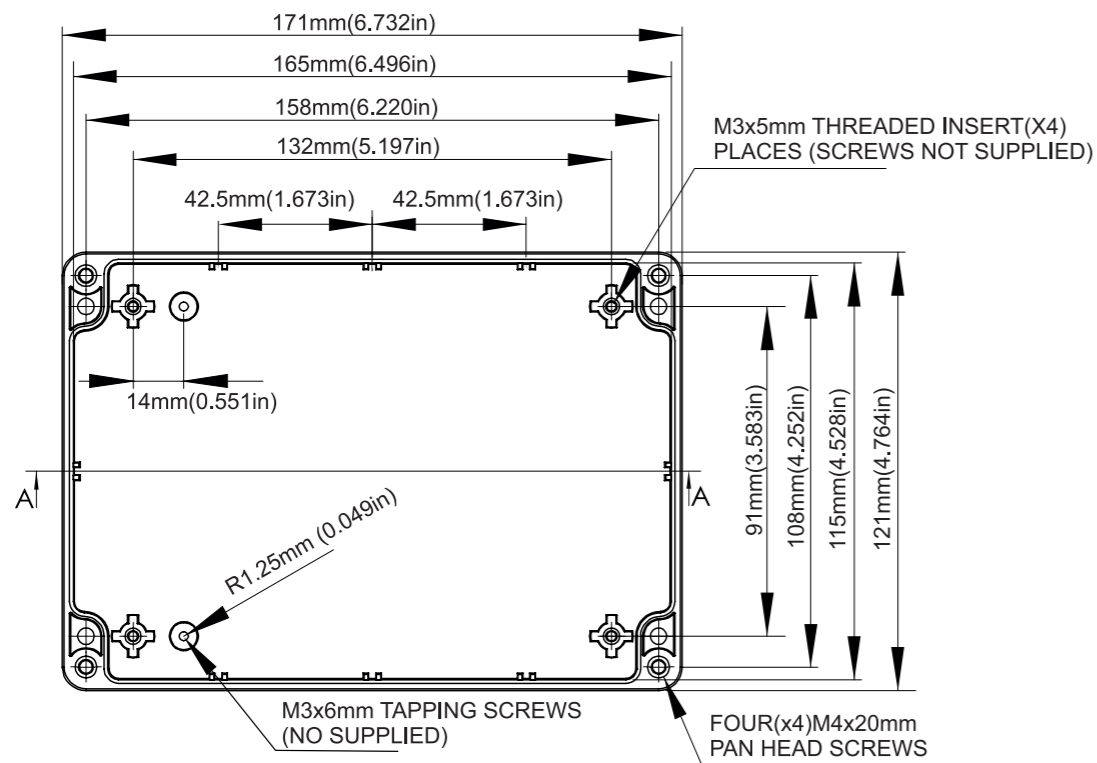 171mm(6.732in)
165mm(6.496in)
158mm(6.220in)
132mm(5.197in)
M3x5mm THREADED INSERT(X4)
PLACES (SCREWS NOT SUPPLIED)
42.5mm(1.673in)
42.5mm(1.673in)
14mm(0.551in)
91mm(3.583in)
108mm(4.252in)
115mm(4.528in)
121mm(4.764in)
A
A
R1.25mm (0.049in)
M3x6mm TAPPING SCREWS
(NO SUPPLIED)
FOUR(x4)M4x20mm
PAN HEAD SCREWS